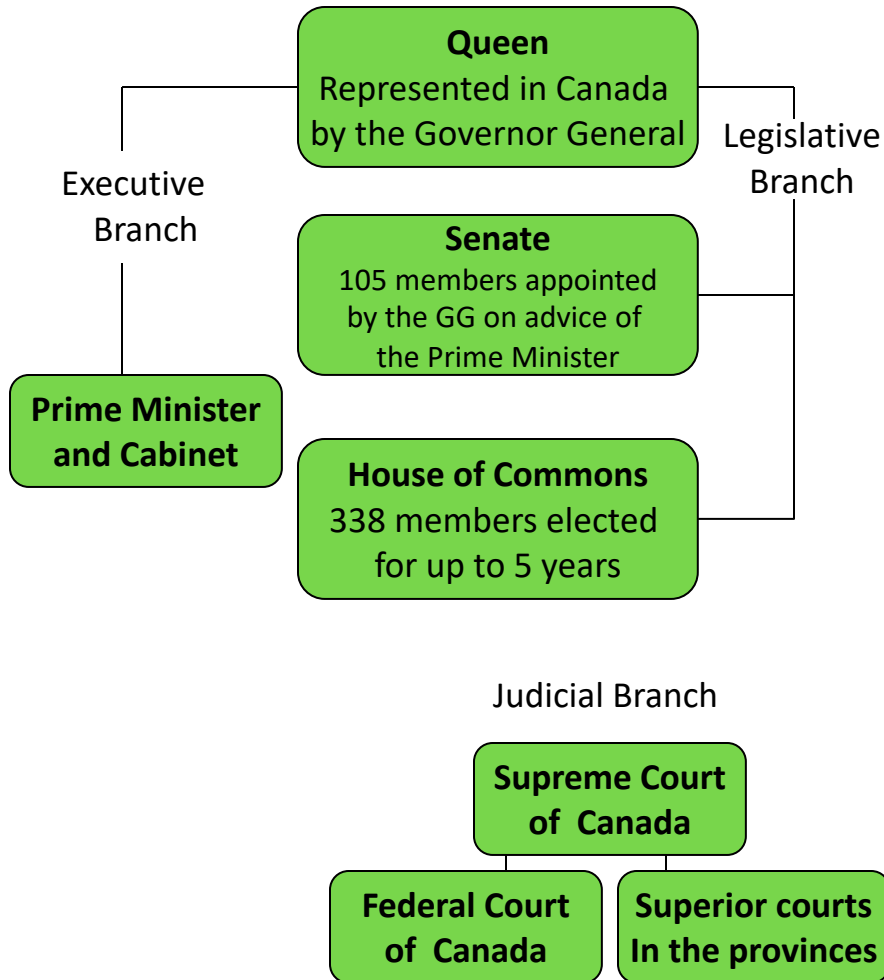 Queen
Represented in Canada
by the Governor General
Legislative
Branch
Executive
Branch
Senate
105 members appointed
by the GG on advice of
the Prime Minister
Prime Minister
and Cabinet
House of Commons
338 members elected
for up to 5 years
Judicial Branch
Supreme Court
of Canada
Federal Court
of Canada
Superior courts
In the provinces